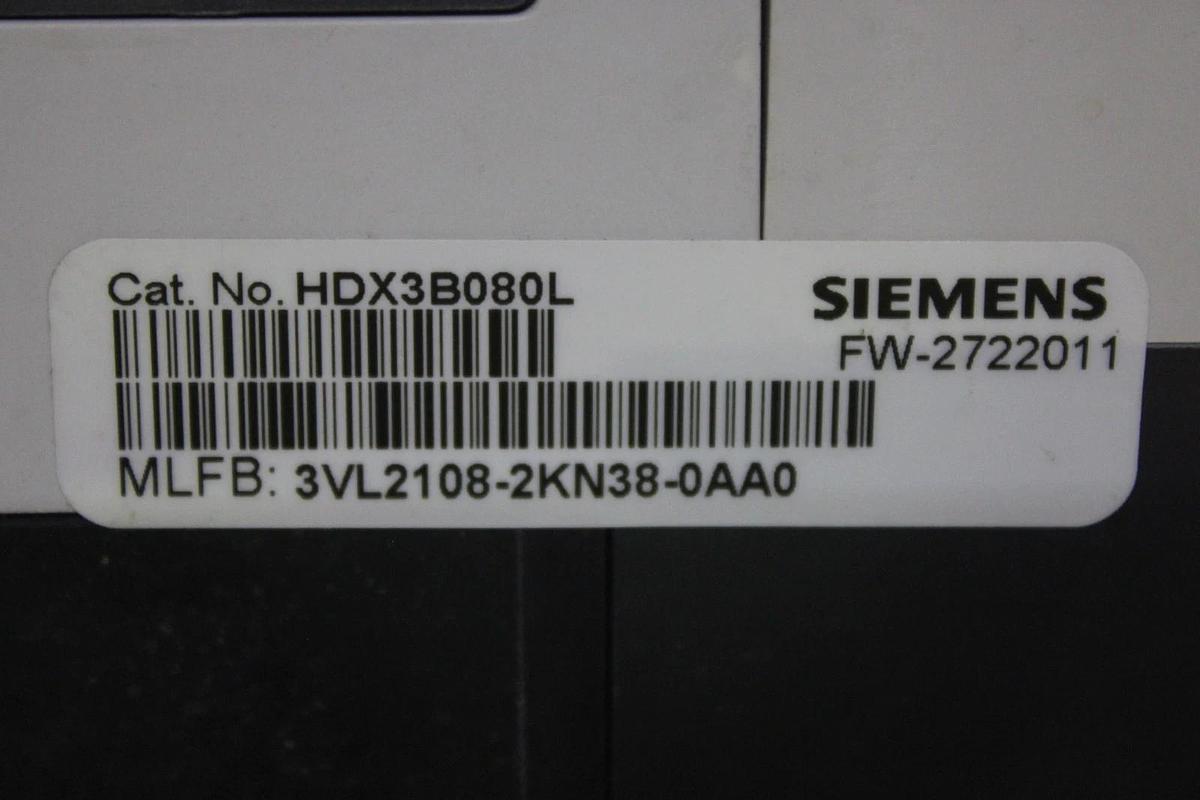 Cat. No. HDX3B080L
SIEMENS
FW-2722011
MLFB: 3VL2108-2KN38-0AA0